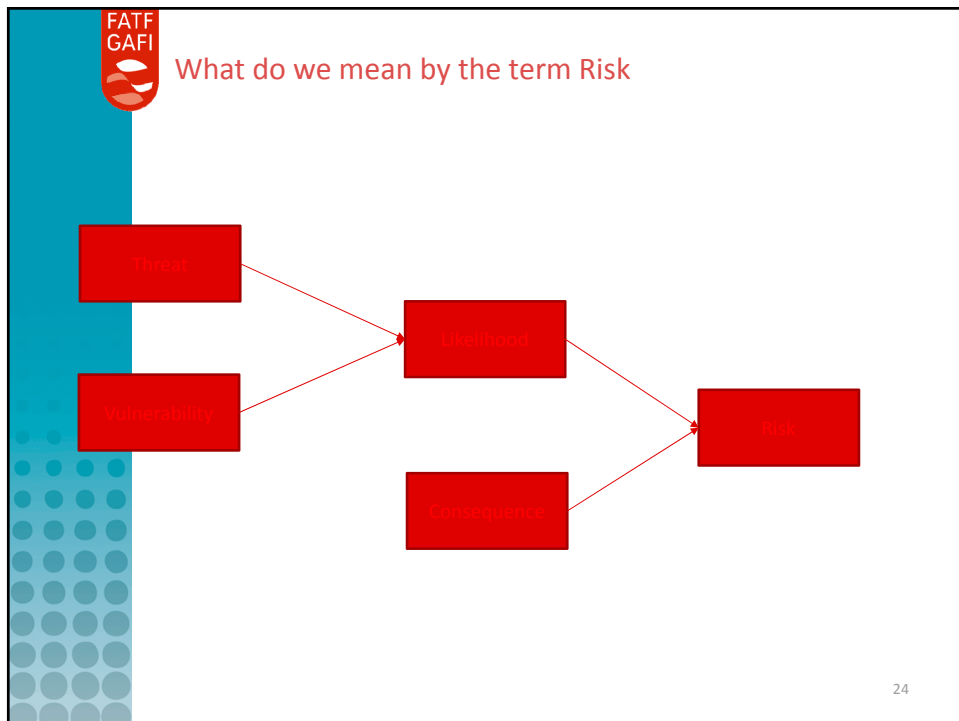 FATF
GAFI
What do we mean by the term Risk
Threat
Likelihood
Vulnerability
Risk
Consequence
24